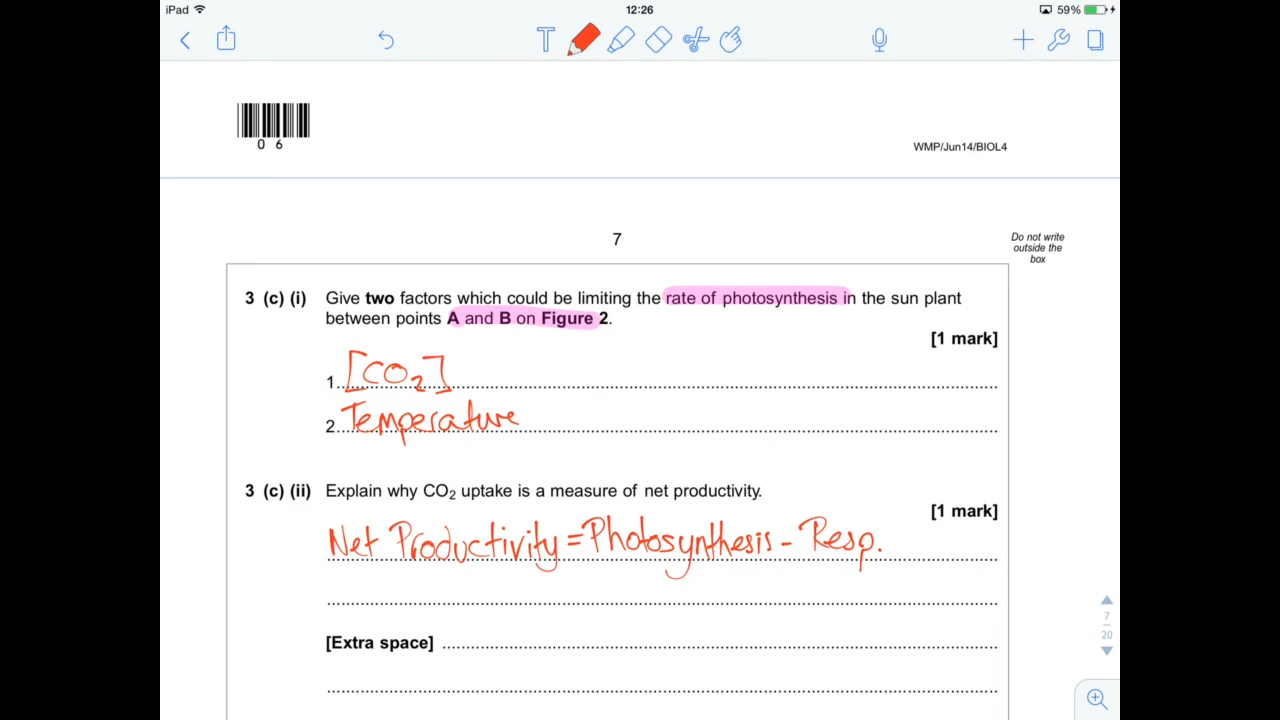 iPad 12:26 59%
T
0 6
WMP/Jun14/BIOL4
7
Do not write
outside the
box
3 (c) (i) Give two factors which could be limiting the rate of photosynthesis in the sun plant
between points A and B on Figure 2.
[1 mark]
1 [CO₂]
2 Temperature
3 (c) (ii) Explain why CO₂ uptake is a measure of net productivity.
[1 mark]
Net Productivity = Photosynthesis - Resp.
[Extra space]
7
20